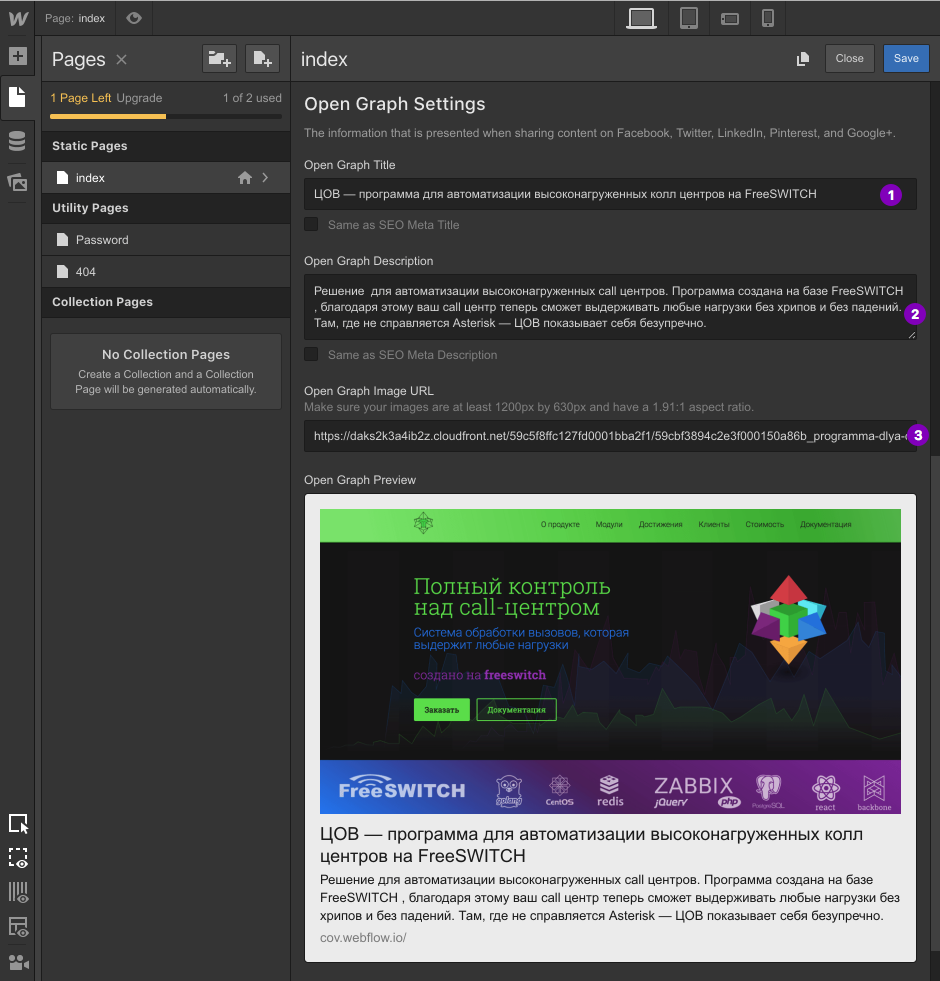 Page: index
Pages
index
Close
Save
1 Page Left Upgrade
1 of 2 used
Static Pages
index
Utility Pages
Password
404
Collection Pages
No Collection Pages
Create a Collection and a Collection
Page will be generated automatically.
Open Graph Settings
The information that is presented when sharing content on Facebook, Twitter, LinkedIn, Pinterest, and Google+.
Open Graph Title
ЦОВ — программа для автоматизации высоконагруженных колл центров на FreeSWITCH
1
Same as SEO Meta Title
Open Graph Description
Решение  для автоматизации высоконагруженных call центров. Программа создана на базе FreeSWITCH
, благодаря этому ваш call центр теперь сможет выдерживать любые нагрузки без хрипов и без падений.
Там, где не справляется Asterisk — ЦОВ показывает себя безупречно.
2
Same as SEO Meta Description
Open Graph Image URL
Make sure your images are at least 1200px by 630px and have a 1.91:1 aspect ratio.
https://daks2k3a4ib2z.cloudfront.net/59c5f8ffc127fd0001bba2f1/59cbf3894c2e3f000150a86b_programma-dlya-
3
Open Graph Preview
О продукте Модули Достижения Клиенты Стоимость Документация
Полный контроль
над call-центром
Система обработки вызовов, которая
выдержит любые нагрузки
создано на freeswitch
Заказать Документация
FreeSWITCH golang CentOS redis ZABBIX jQuery php PostgreSQL react backbone
ЦОВ — программа для автоматизации высоконагруженных колл
центров на FreeSWITCH
Решение для автоматизации высоконагруженных call центров. Программа создана на базе
FreeSWITCH , благодаря этому ваш call центр теперь сможет выдерживать любые нагрузки без
хрипов и без падений. Там, где не справляется Asterisk — ЦОВ показывает себя безупречно.
cov.webflow.io/